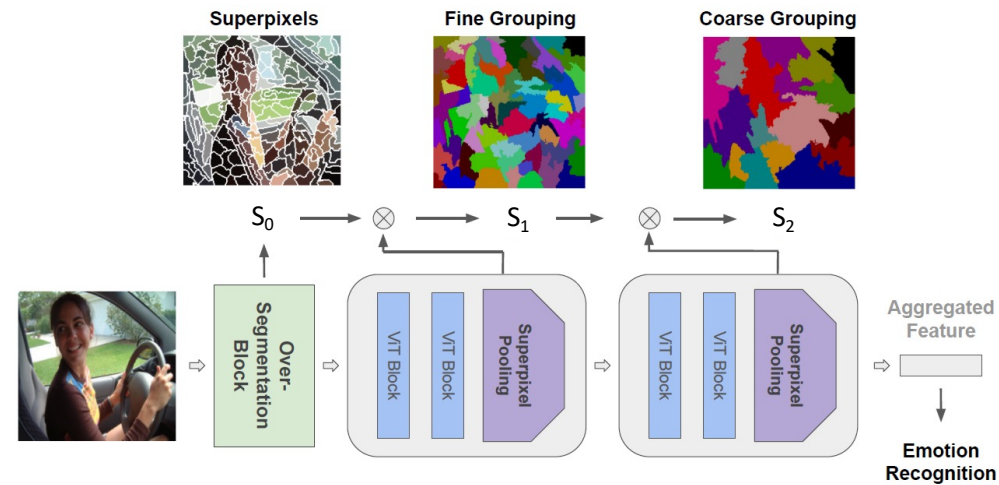 Superpixels
Fine Grouping
Coarse Grouping
S₀
S₁
S₂
Over-
Segmentation
Block
ViT Block
ViT Block
Superpixel
Pooling
ViT Block
ViT Block
Superpixel
Pooling
Aggregated
Feature
Emotion
Recognition